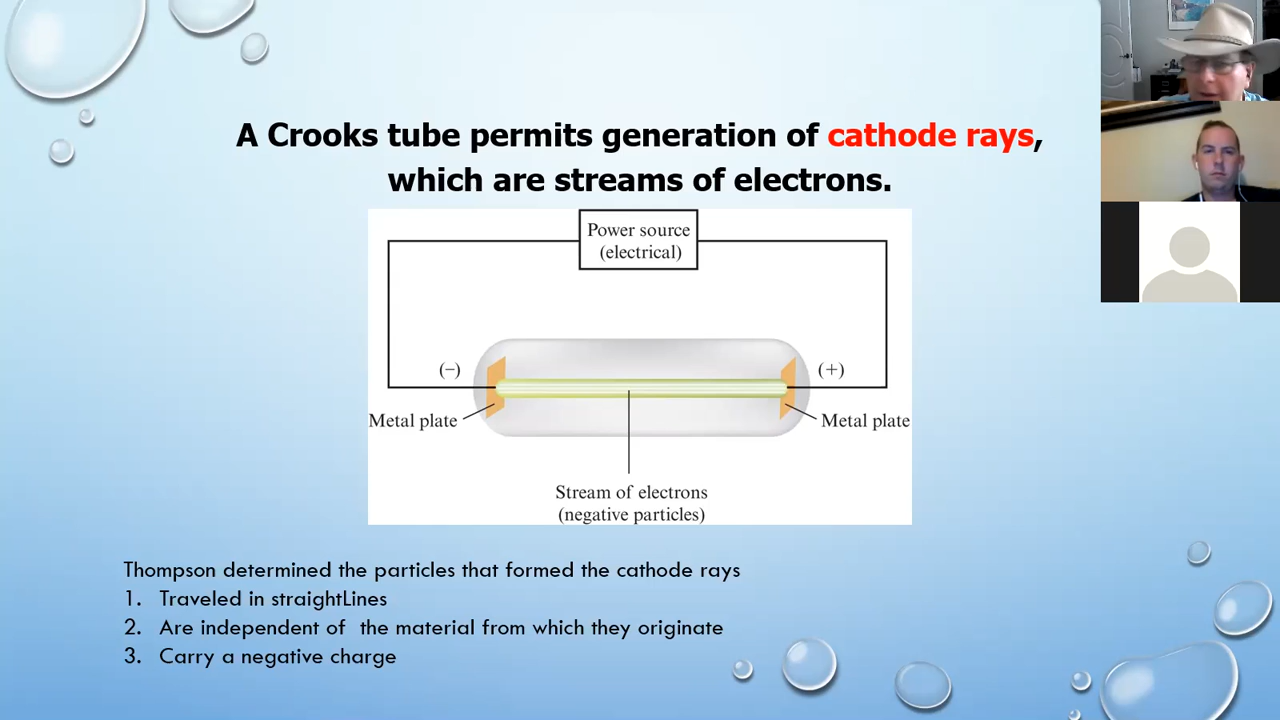 A Crooks tube permits generation of cathode rays,
which are streams of electrons.
Power source
(electrical)
(−)
(+)
Metal plate
Metal plate
Stream of electrons
(negative particles)
Thompson determined the particles that formed the cathode rays
1. Traveled in straightLines
2. Are independent of  the material from which they originate
3. Carry a negative charge